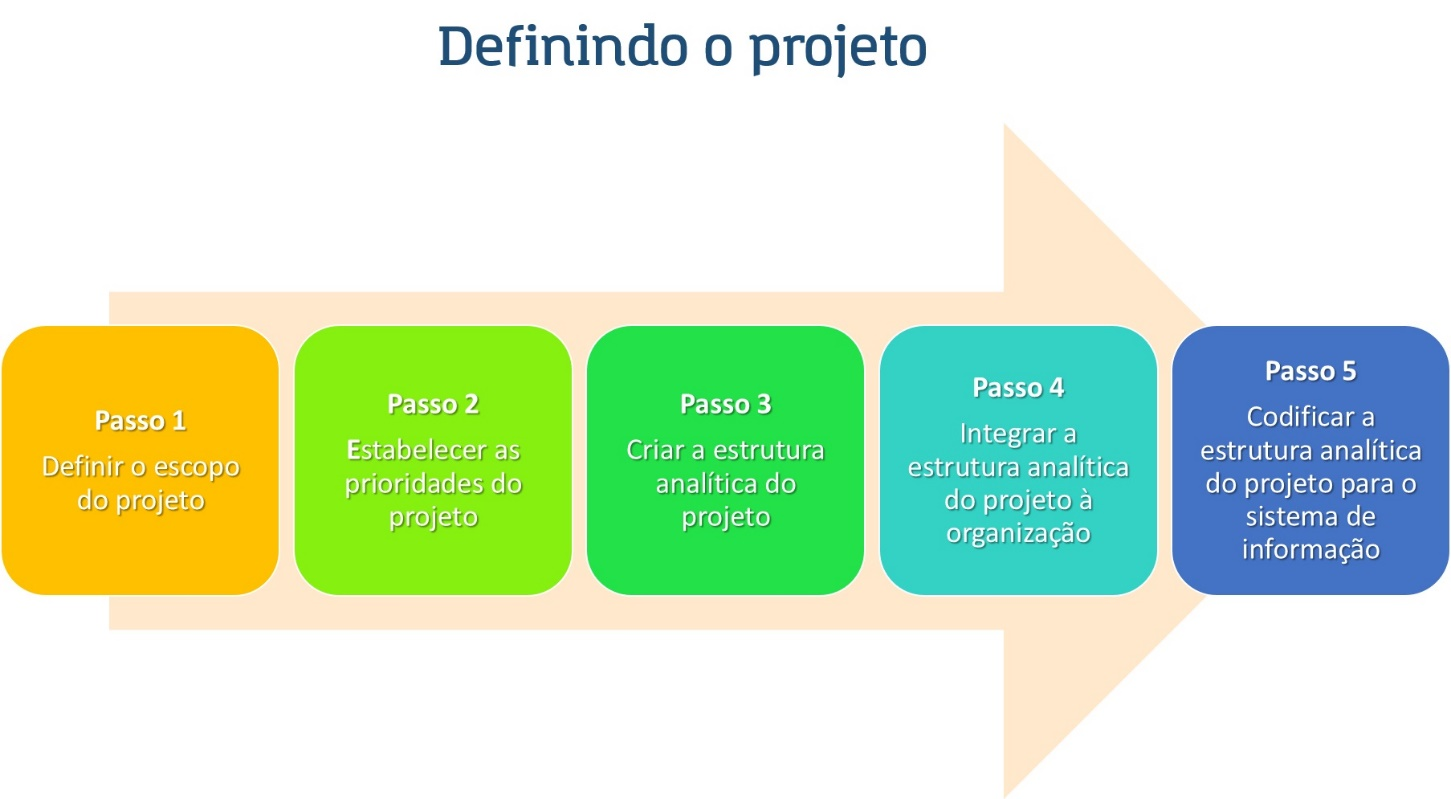 Definindo o projeto
Passo 1
Definir o escopo
do projeto
Passo 2
Estabelecer as
prioridades do
projeto
Passo 3
Criar a estrutura
analítica do
projeto
Passo 4
Integrar a
estrutura analítica
do projeto à
organização
Passo 5
Codificar a
estrutura analítica
do projeto para o
sistema de
informação